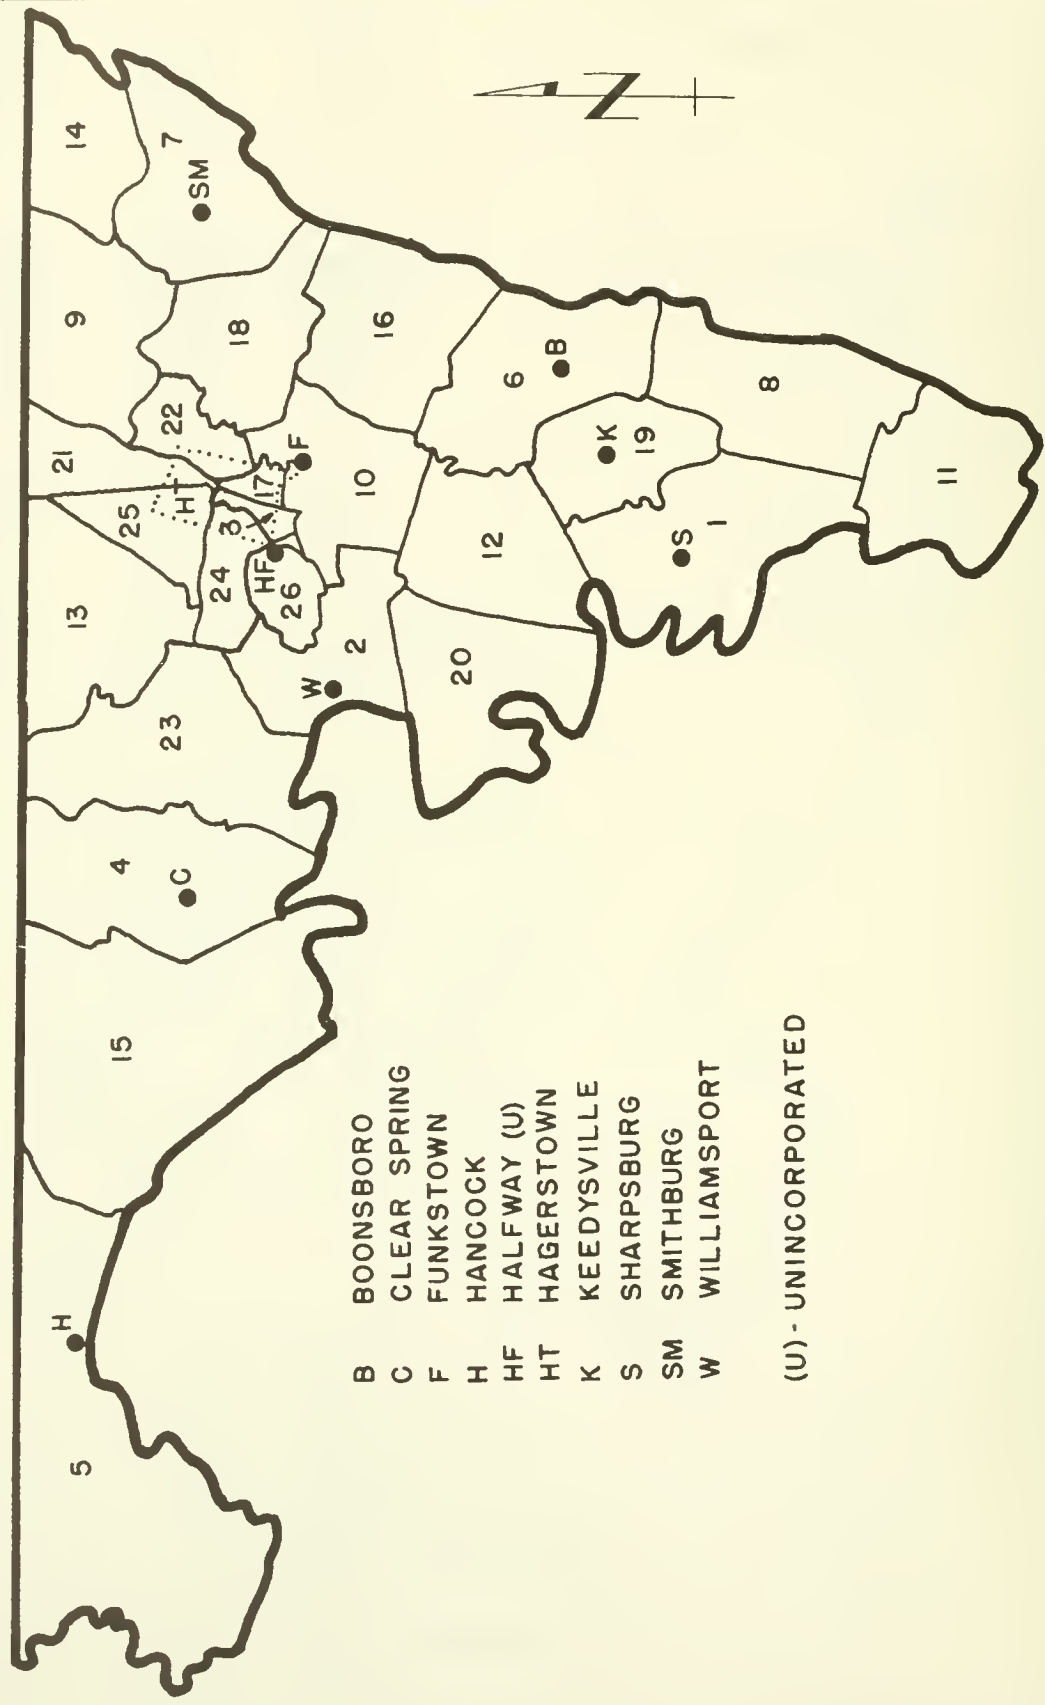 14
7
SM
9
18
16
22
21
HT
25
17
F
3
HF
24
26
10
13
23
W
2
20
12
6
B
K
19
S
1
8
11
4
C
15
H
5
N
B BOONSBORO
C CLEAR SPRING
F FUNKSTOWN
H HANCOCK
HF HALFWAY (U)
HT HAGERSTOWN
K KEEDYSVILLE
S SHARPSBURG
SM SMITHBURG
W WILLIAMSPORT
(U) - UNINCORPORATED